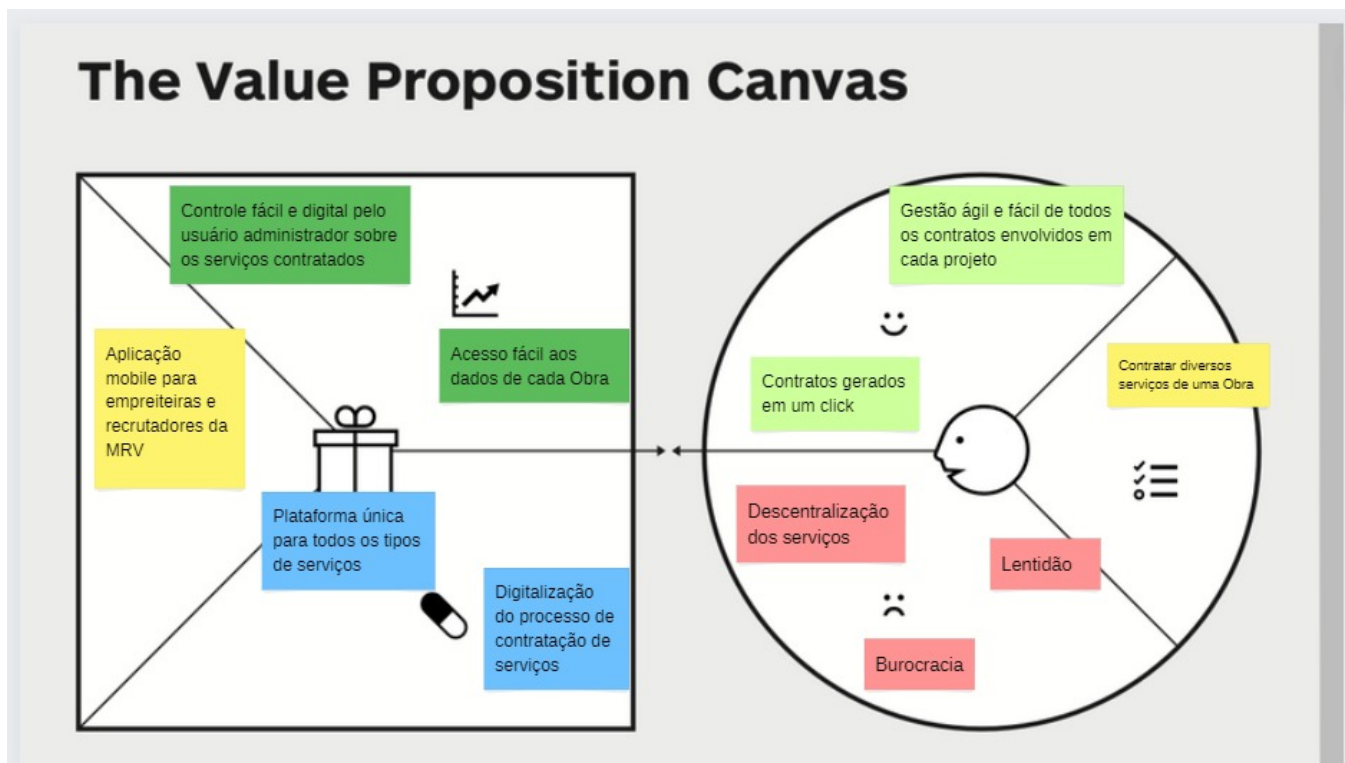 The Value Proposition Canvas
Controle fácil e digital pelo
usuário administrador sobre
os serviços contratados
Aplicação
mobile para
empreiteiras e
recrutadores da
MRV
Acesso fácil aos
dados de cada Obra
Plataforma única
para todos os tipos
de serviços
Digitalização
do processo de
contratação de
serviços
Gestão ágil e fácil de todos
os contratos envolvidos em
cada projeto
Contratos gerados
em um click
Contratar diversos
serviços de uma Obra
Descentralização
dos serviços
Lentidão
Burocracia